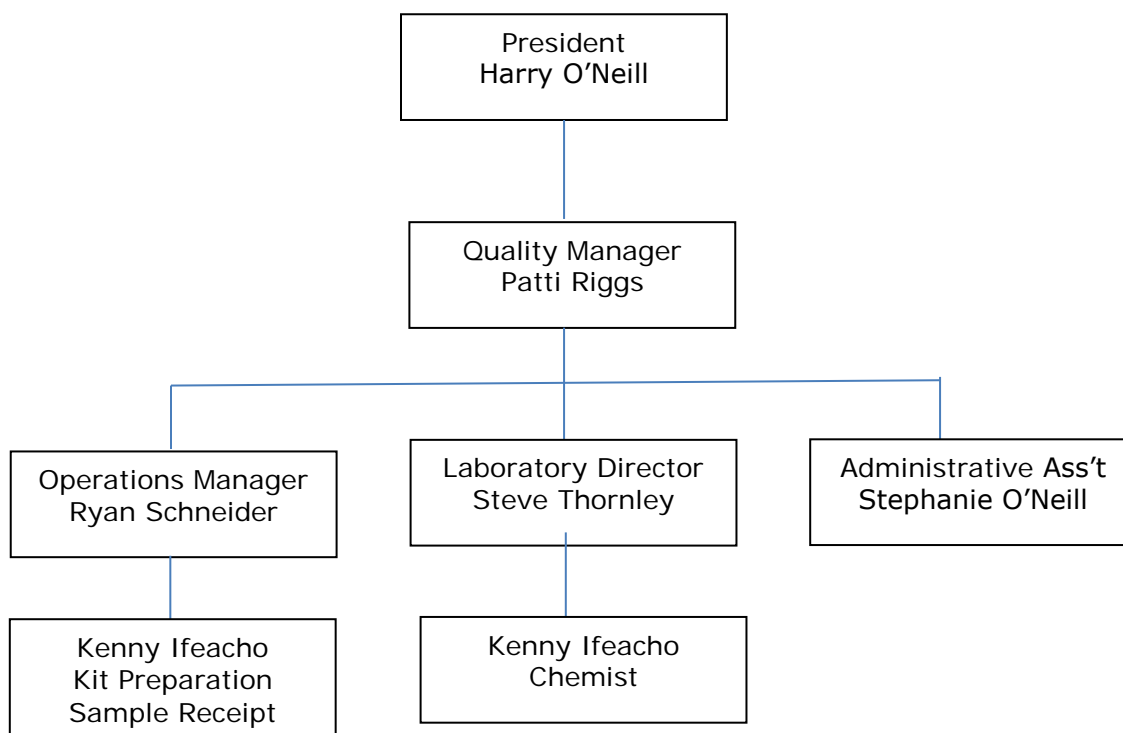 President
Harry O’Neill
Quality Manager
Patti Riggs
Operations Manager
Ryan Schneider
Laboratory Director
Steve Thornley
Administrative Ass’t
Stephanie O’Neill
Kenny Ifeacho
Kit Preparation
Sample Receipt
Kenny Ifeacho
Chemist